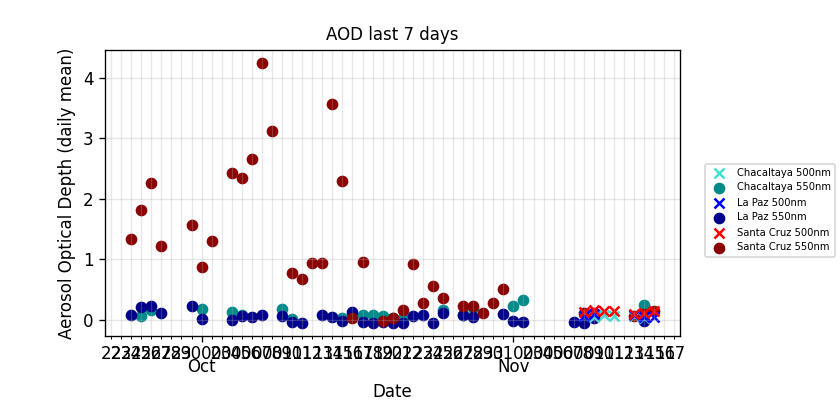 AOD last 7 days
Aerosol Optical Depth (daily mean)
4
3
2
1
0
Oct
Nov
Date
Chacaltaya 500nm
Chacaltaya 550nm
La Paz 500nm
La Paz 550nm
Santa Cruz 500nm
Santa Cruz 550nm